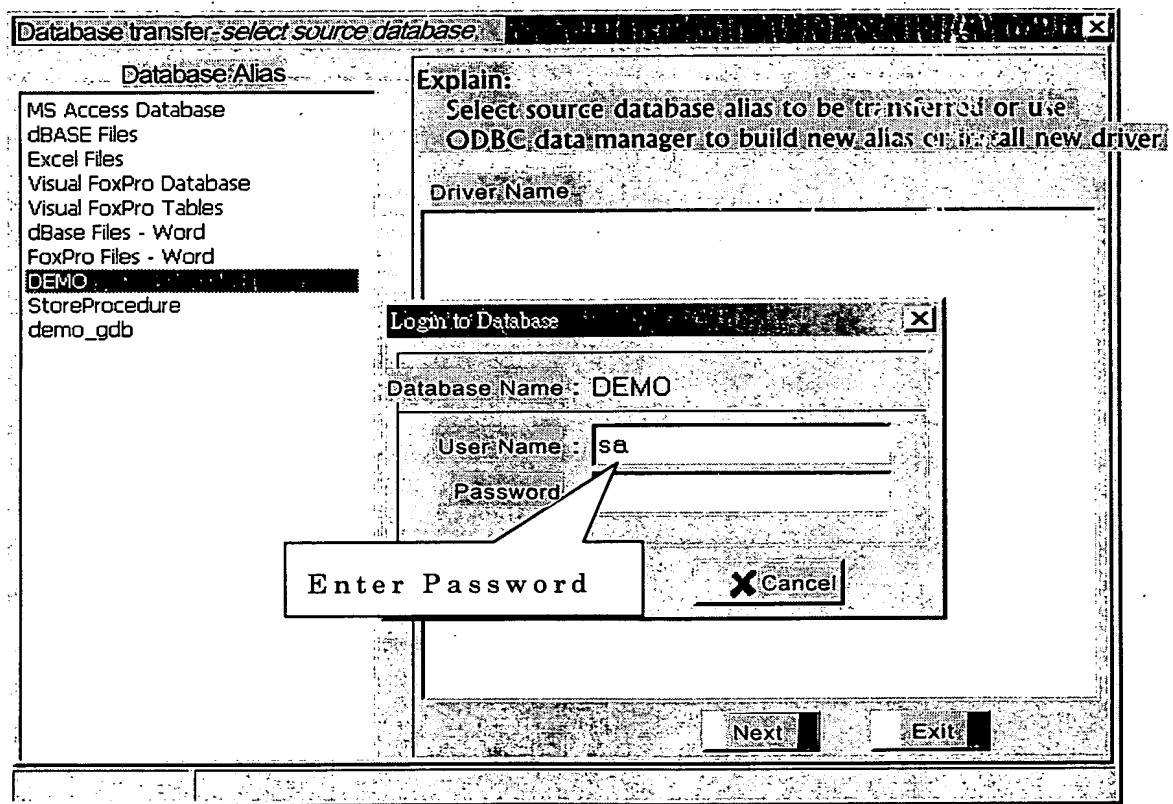 Database transfer-select source database
Database Alias
MS Access Database
dBASE Files
Excel Files
Visual FoxPro Database
Visual FoxPro Tables
dBase Files - Word
FoxPro Files - Word
DEMO
StoreProcedure
demo_gdb
Explain:
Select source database alias to be transferred or use
ODBC data manager to build new alias or install new driver
Driver Name
Login to Database
Database Name : DEMO
User Name : sa
Password
Enter Password
Cancel
Next
Exit